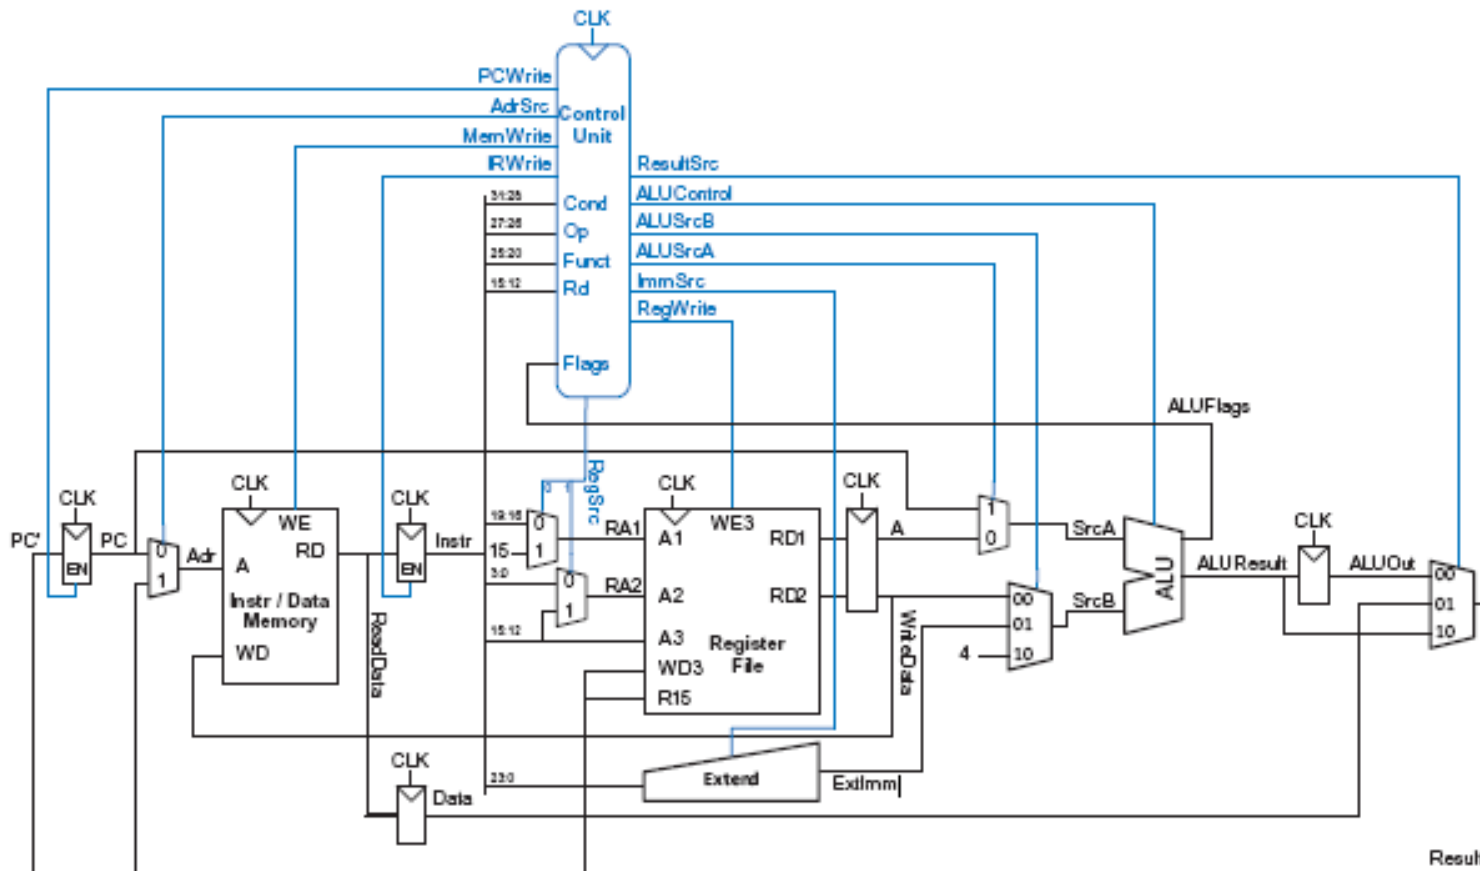 CLK
PCWrite
AdrSrc
MemWrite
IRWrite
Control
Unit
ResultSrc
ALUControl
ALUSrcB
ALUSrcA
ImmSrc
RegWrite
31:28
Cond
27:26
Op
25:20
Funct
15:12
Rd
Flags
ALUFlags
RegSrc
0 1
CLK
CLK
CLK
CLK
CLK
CLK
PC'
EN
PC
0
1
Adr
WE
RD
A
Instr / Data
Memory
WD
EN
Instr
ReadData
19:16
15
3:0
15:12
0
1
0
1
RA1
RA2
A1
A2
A3
WD3
R15
WE3
RD1
RD2
Register
File
A
WriteData
1
0
SrcA
00
01
10
4
SrcB
ALU
ALUResult
ALUOut
00
01
10
CLK
Data
23:0
Extend
ExtImm
Result